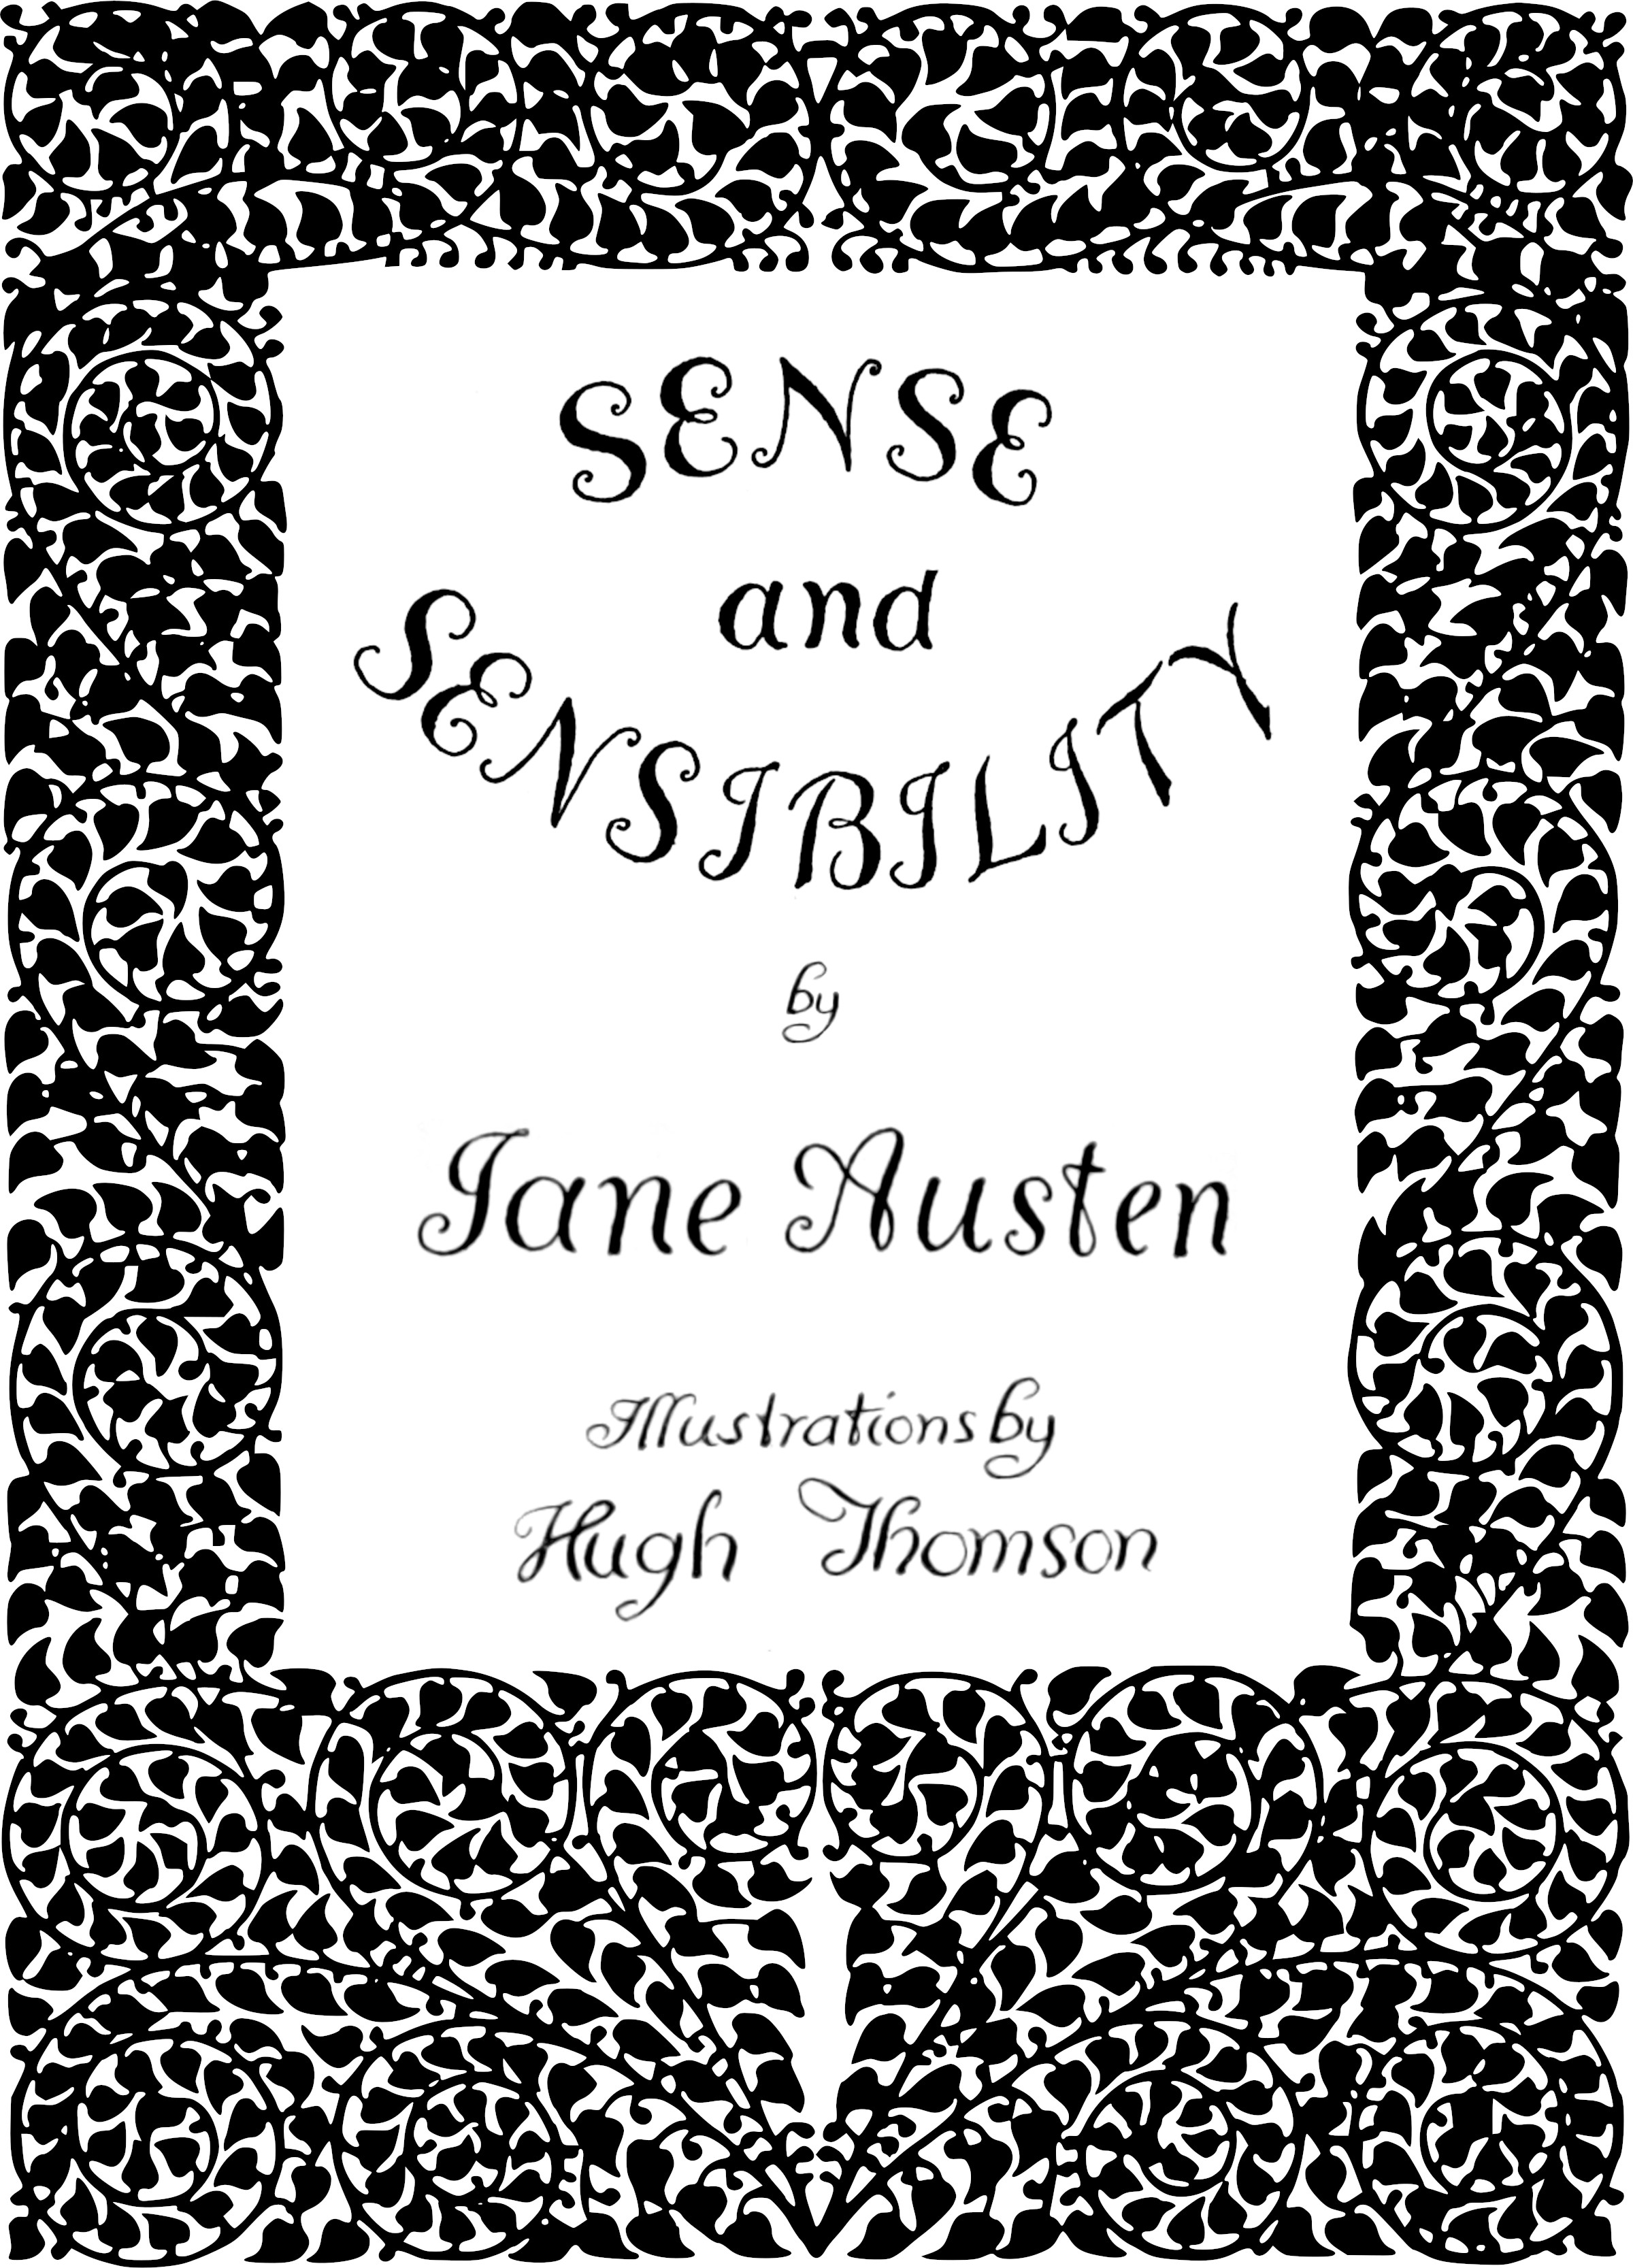 SENSE
and
SENSIBILITY
by
Jane Austen
Illustrations by
Hugh Thomson